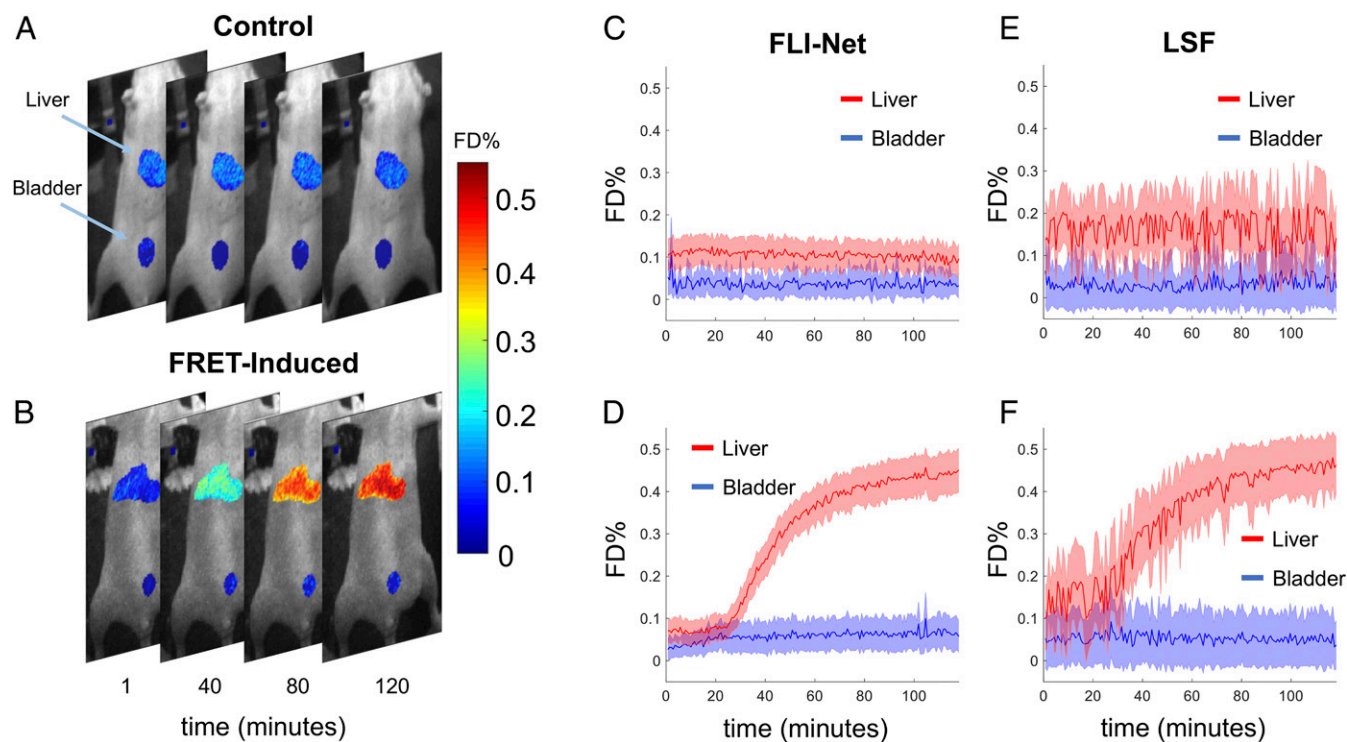 A
Control
Liver
Bladder
FD%
0.5
0.4
0.3
0.2
0.1
0
FRET-Induced
B
1 40 80 120
time (minutes)
C
FLI-Net
FD%
0.5
0.4
0.3
0.2
0.1
0
Liver
Bladder
0 20 40 60 80 100
D
FD%
0.5
0.4
0.3
0.2
0.1
0
Liver
Bladder
0 20 40 60 80 100
time (minutes)
E
LSF
FD%
0.5
0.4
0.3
0.2
0.1
0
Liver
Bladder
0 20 40 60 80 100
F
FD%
0.5
0.4
0.3
0.2
0.1
0
Liver
Bladder
0 20 40 60 80 100
time (minutes)